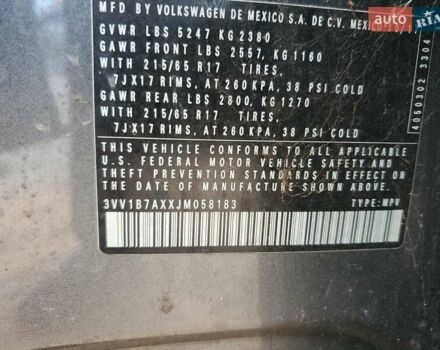 MFD BY VOLKSWAGEN DE MEXICO S.A. DE C.V. MEXICO
GVWR LBS 5247 KG 2380
GAWR FRONT LBS 2557, KG 1160
WITH 215/65 R17 TIRES,
7JX17 RIMS, AT 260 KPA, 38 PSI COLD
GAWR REAR LBS 2800, KG 1270
WITH 215/65 R17 TIRES,
7JX17 RIMS, AT 260 KPA, 38 PSI COLD
THIS VEHICLE CONFORMS TO ALL APPLICABLE
U.S. FEDERAL MOTOR VEHICLE SAFETY AND
THEFT PREVENTION STANDARDS IN EFFECT ON
THE DATE OF MANUFACTURE SHOWN ABOVE.
3VV1B7AXXJM058183 TYPE: MPV
4050302 3304
AUTO
RIA